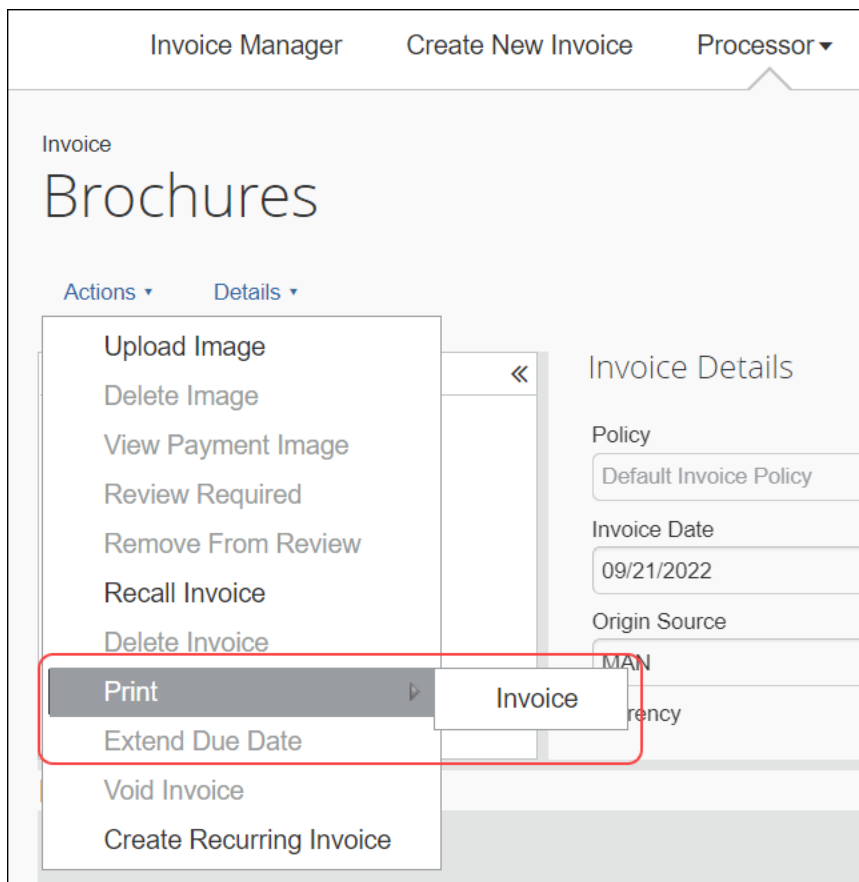 Invoice Manager Create New Invoice Processor
Invoice
Brochures
Actions Details
Upload Image
Delete Image
View Payment Image
Review Required
Remove From Review
Recall Invoice
Delete Invoice
Print
Invoice
Extend Due Date
Void Invoice
Create Recurring Invoice
Invoice Details
Policy
Default Invoice Policy
Invoice Date
09/21/2022
Origin Source
MAN